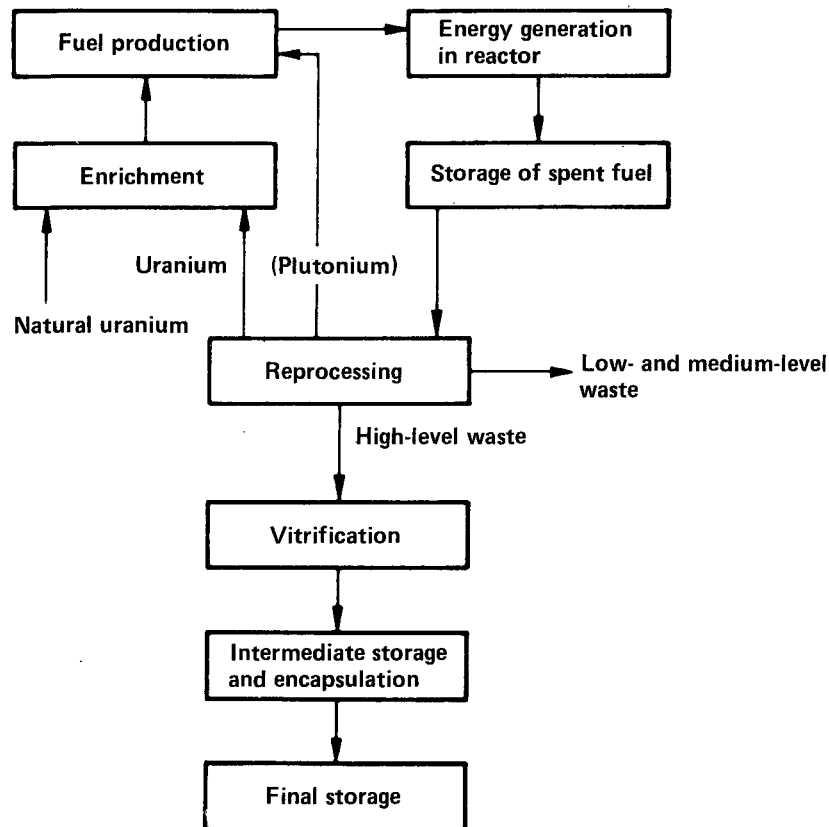 Fuel production
Energy generation
in reactor
Enrichment
Storage of spent fuel
Uranium
(Plutonium)
Natural uranium
Reprocessing
Low- and medium-level
waste
High-level waste
Vitrification
Intermediate storage
and encapsulation
Final storage